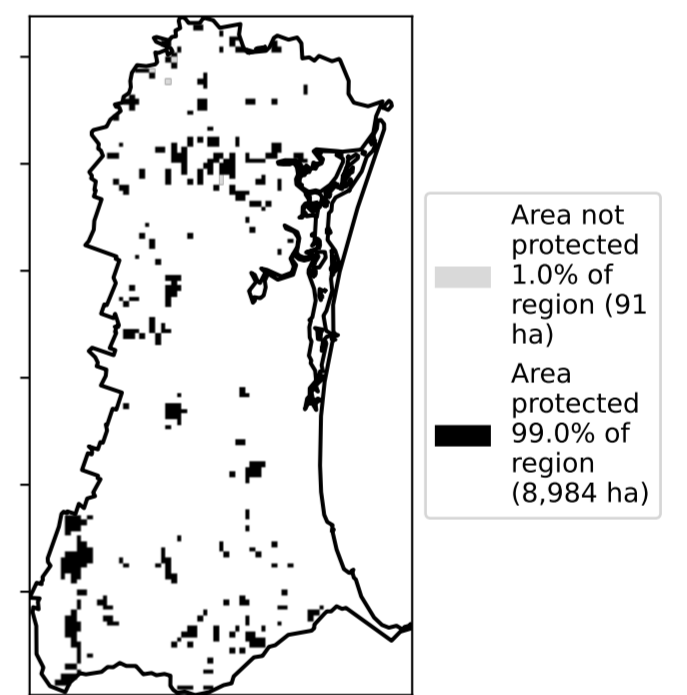 Area not
protected
1.0% of
region (91
ha)
Area
protected
99.0% of
region
(8,984 ha)